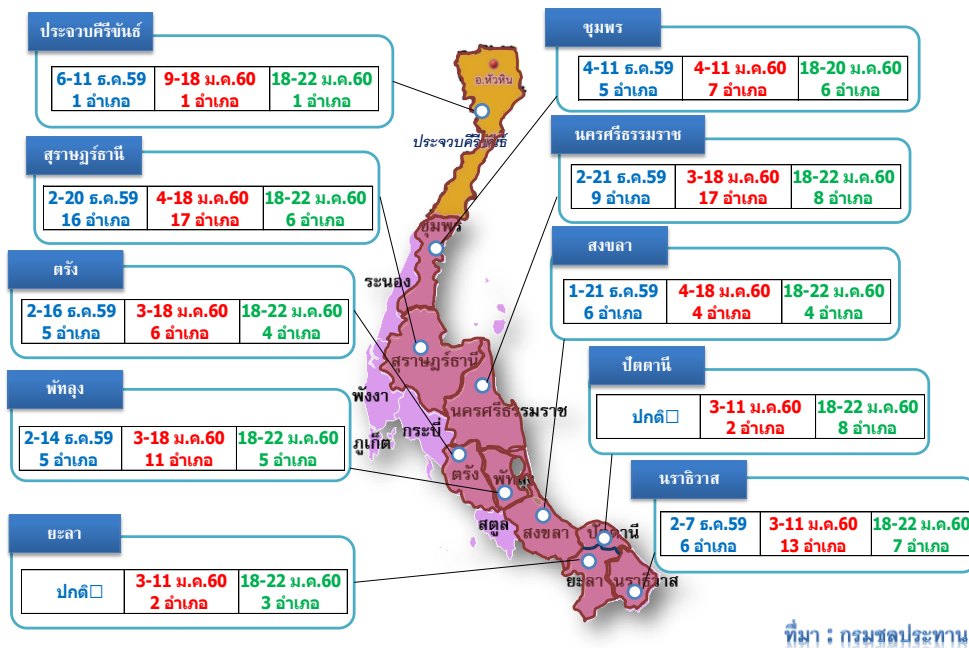 ประจวบคีรีขันธ์
6-11 ธ.ค.59 9-18 ม.ค.60 18-22 ม.ค.60
1 อำเภอ 1 อำเภอ 1 อำเภอ
ชุมพร
4-11 ธ.ค.59 4-11 ม.ค.60 18-20 ม.ค.60
5 อำเภอ 7 อำเภอ 6 อำเภอ
สุราษฎร์ธานี
2-20 ธ.ค.59 4-18 ม.ค.60 18-22 ม.ค.60
16 อำเภอ 17 อำเภอ 6 อำเภอ
นครศรีธรรมราช
2-21 ธ.ค.59 3-18 ม.ค.60 18-22 ม.ค.60
9 อำเภอ 17 อำเภอ 8 อำเภอ
ตรัง
2-16 ธ.ค.59 3-18 ม.ค.60 18-22 ม.ค.60
5 อำเภอ 6 อำเภอ 4 อำเภอ
สงขลา
1-21 ธ.ค.59 4-18 ม.ค.60 18-22 ม.ค.60
6 อำเภอ 4 อำเภอ 4 อำเภอ
พัทลุง
2-14 ธ.ค.59 3-18 ม.ค.60 18-22 ม.ค.60
5 อำเภอ 11 อำเภอ 5 อำเภอ
ปัตตานี
ปกติ□ 3-11 ม.ค.60 18-22 ม.ค.60
2 อำเภอ 8 อำเภอ
ยะลา
ปกติ□ 3-11 ม.ค.60 18-22 ม.ค.60
2 อำเภอ 3 อำเภอ
นราธิวาส
2-7 ธ.ค.59 3-11 ม.ค.60 18-22 ม.ค.60
6 อำเภอ 13 อำเภอ 7 อำเภอ
อ.หัวหิน
ประจวบคีรีขันธ์
ชุมพร
ระนอง
สุราษฎร์ธานี
พังงา
นครศรีธรรมราช
กระบี่
ภูเก็ต
ตรัง
พัทลุง
สตูล
สงขลา
ปัตตานี
ยะลา
นราธิวาส
ที่มา : กรมชลประทาน